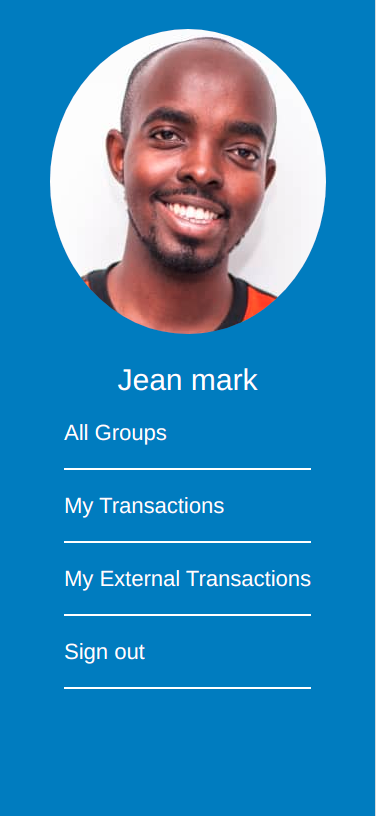 Jean mark
All Groups
My Transactions
My External Transactions
Sign out